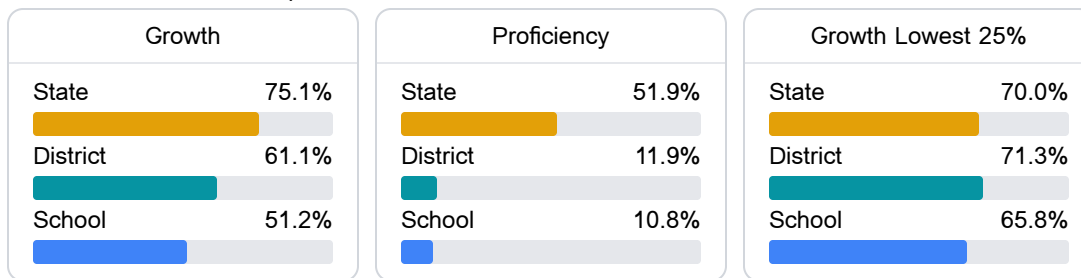 Growth
State 75.1%
District 61.1%
School 51.2%
Proficiency
State 51.9%
District 11.9%
School 10.8%
Growth Lowest 25%
State 70.0%
District 71.3%
School 65.8%